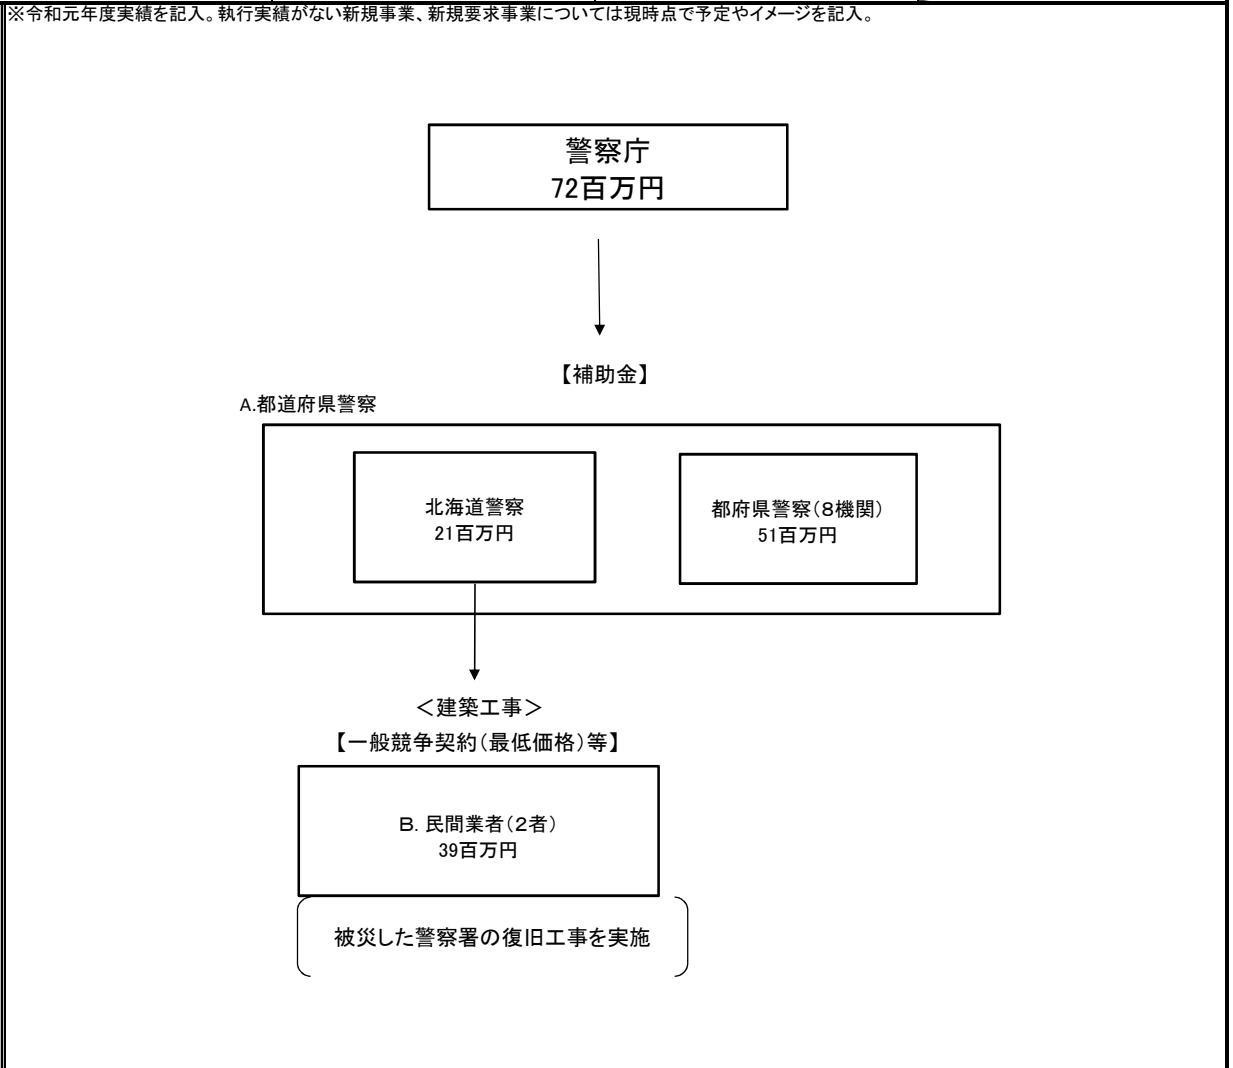 ※令和元年度実績を記入。執行実績がない新規事業、新規要求事業については現時点で予定やイメージを記入。
警察庁
72百万円
【補助金】
A.都道府県警察
北海道警察
21百万円
都府県警察(８機関)
51百万円
＜建築工事＞
【一般競争契約(最低価格)等】
Ｂ. 民間業者(２者)
39百万円
被災した警察署の復旧工事を実施